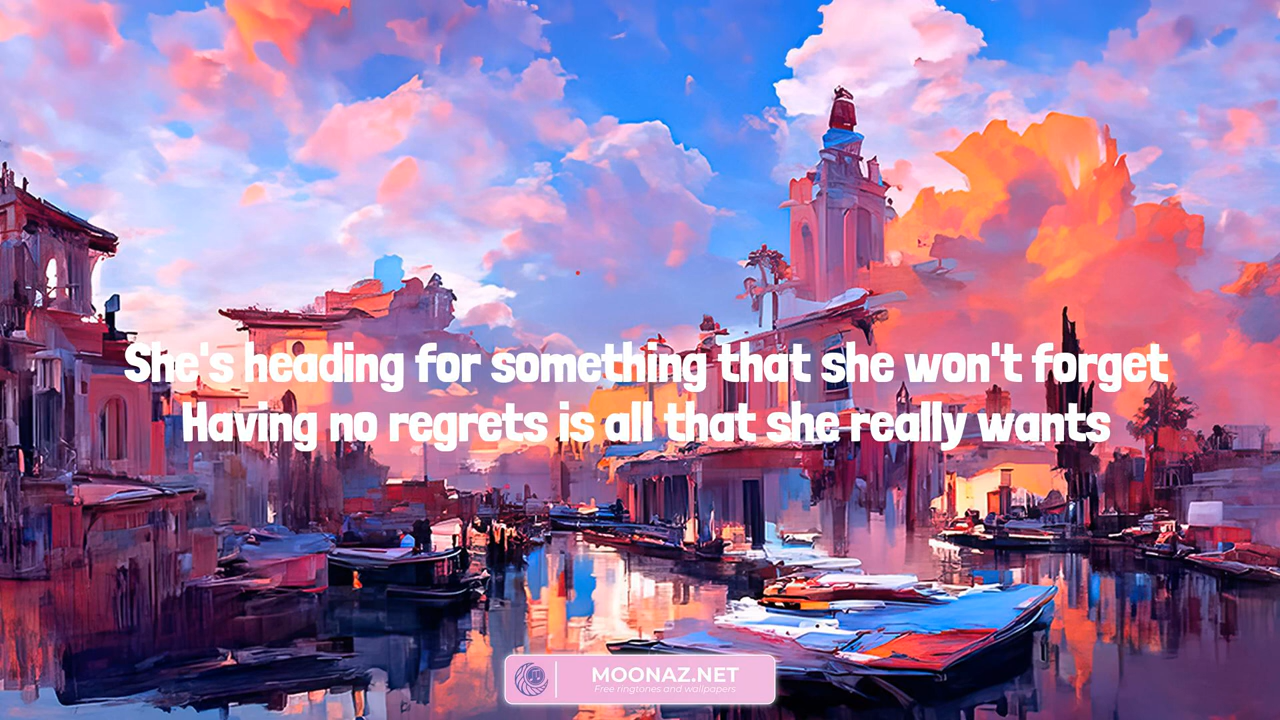 She's heading for something that she won't forget
Having no regrets is all that she really wants
MOONAZ.NET
Free ringtones and wallpapers